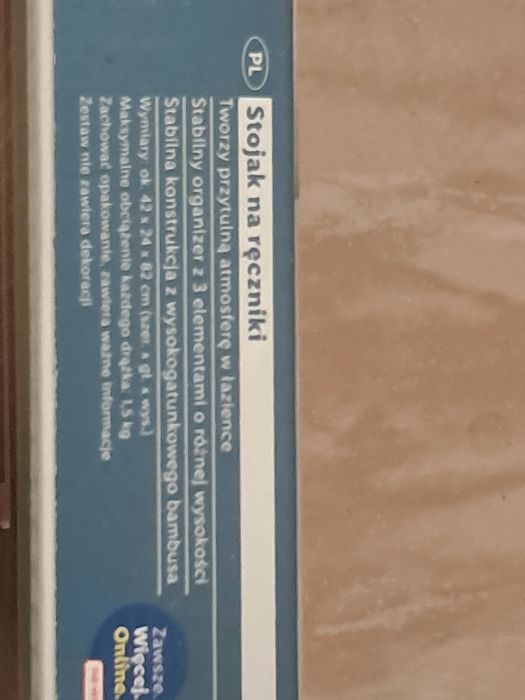 PL
Stojak na ręczniki
Tworzy przytulną atmosferę w łazience
Stabilny organizer z 3 elementami o różnej wysokości
Stabilna konstrukcja z wysokogatunkowego bambusa
Wymiary: ok. 42 x 24 x 82 cm (szer. x gł. x wys.)
Maksymalne obciążenie każdego drążka: 1,5 kg
Zachować opakowanie, zawiera ważne informacje
Zestaw nie zawiera dekoracji
Zawsze
Więcej
Online